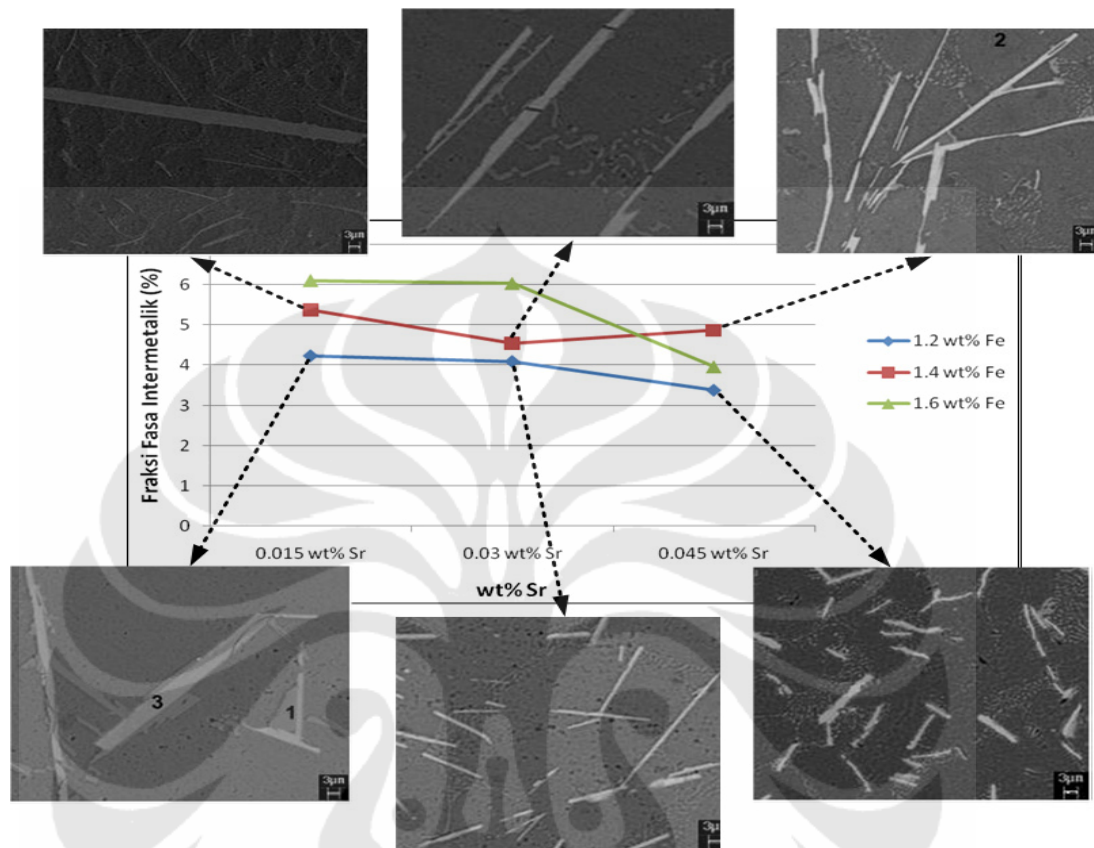 2
3µm
3µm
3µm
Fraksi Fasa Intermetalik (%)
6
5
4
3
2
1
0
0.015 wt% Sr
0.03 wt% Sr
0.045 wt% Sr
wt% Sr
1.2 wt% Fe
1.4 wt% Fe
1.6 wt% Fe
3
1
3µm
3µm
3µm